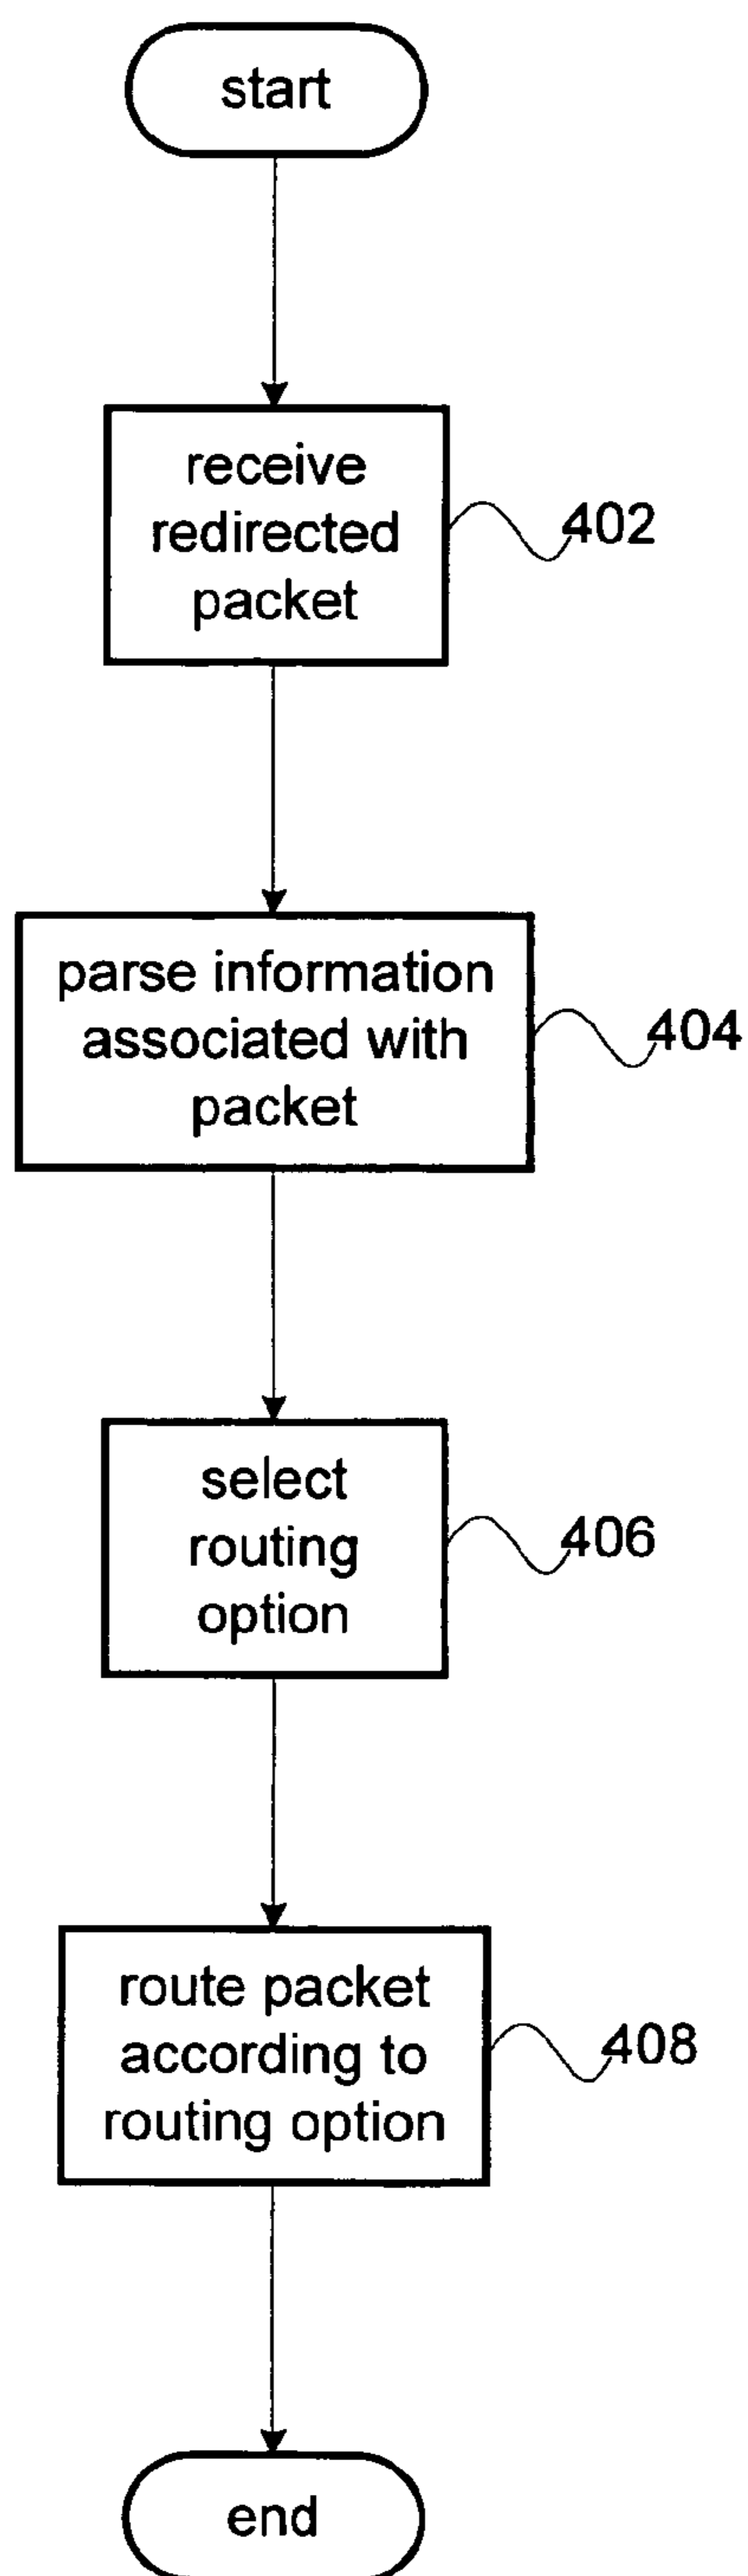 start
receive
redirected
packet
402
parse information
associated with
packet
404
select
routing
option
406
route packet
according to
routing option
408
end